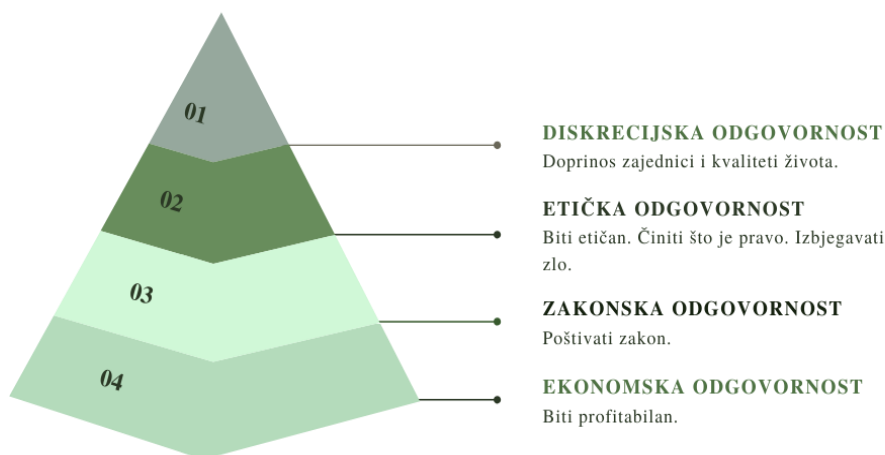 01
DISKRECIJSKA ODGOVORNOST
Doprinos zajednici i kvaliteti života.
02
ETIČKA ODGOVORNOST
Biti etičan. Činiti što je pravo. Izbjegavati
zlo.
03
ZAKONSKA ODGOVORNOST
Poštivati zakon.
04
EKONOMSKA ODGOVORNOST
Biti profitabilan.